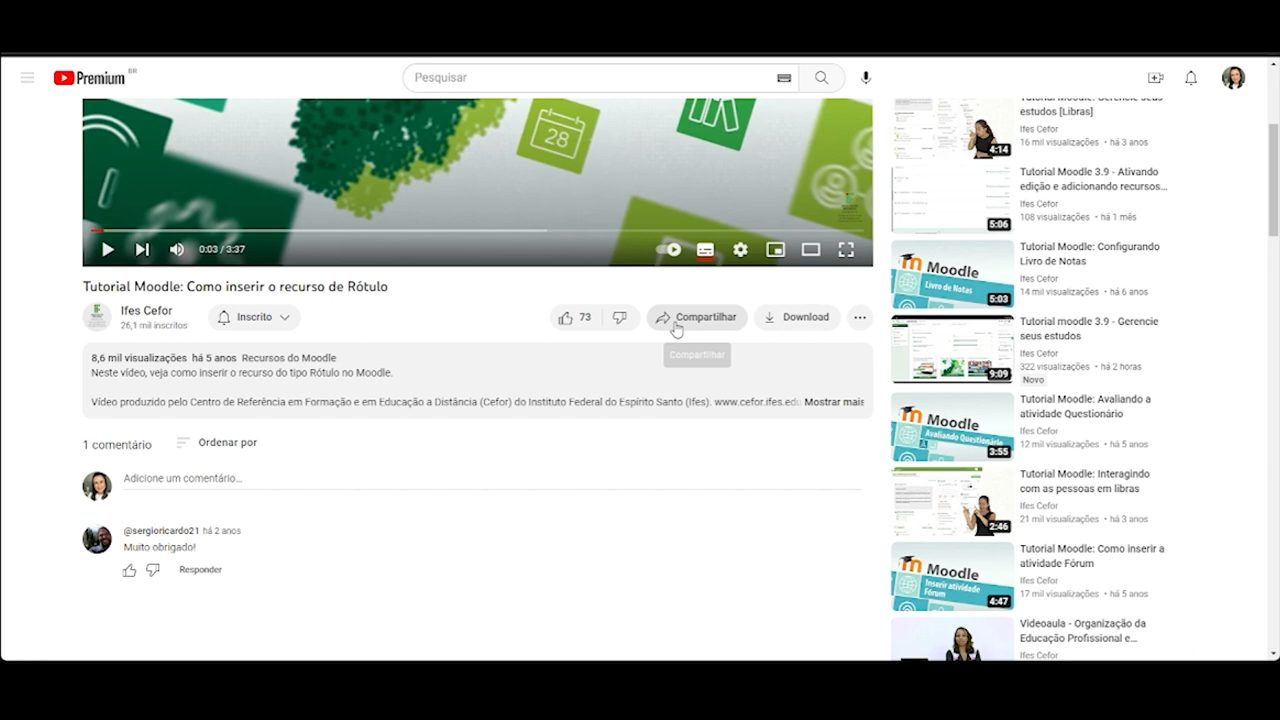 Premium BR
Pesquisar
28
0:03 / 3:37
Tutorial Moodle: Como inserir o recurso de Rótulo
Ifes Cefor
26,1 mil inscritos
Inscrito
73
Compartilhar
Download
Compartilhar
8,6 mil visualizações há 5 anos Recursos do Moodle
Neste vídeo, veja como inserir o recurso do tipo Rótulo no Moodle.
Vídeo produzido pelo Centro de Referência em Formação e em Educação a Distância (Cefor) do Instituto Federal do Espírito Santo (Ifes). www.cefor.ifes.edu Mostrar mais
1 comentário
Ordenar por
Adicione um comentário...
@sergioricardo21 há 2 anos
Muito obrigado!
Responder
Tutorial Moodle: Gerencie seus
estudos [Libras]
Ifes Cefor
16 mil visualizações • há 3 anos
4:14
Tutorial Moodle 3.9 - Ativando
edição e adicionando recursos...
Ifes Cefor
108 visualizações • há 1 mês
5:06
Tutorial Moodle: Configurando
Livro de Notas
Ifes Cefor
14 mil visualizações • há 6 anos
Moodle
Livro de Notas
5:03
Tutorial moodle 3.9 - Gerencie
seus estudos
Ifes Cefor
322 visualizações • há 2 horas
Novo
9:09
Tutorial Moodle: Avaliando a
atividade Questionário
Ifes Cefor
12 mil visualizações • há 5 anos
Moodle
Avaliando Questionário
3:55
Tutorial Moodle: Interagindo
com as pessoas em libras
Ifes Cefor
21 mil visualizações • há 3 anos
2:46
Tutorial Moodle: Como inserir a
atividade Fórum
Ifes Cefor
17 mil visualizações • há 5 anos
Moodle
Inserir atividade
Fórum
4:47
Videoaula - Organização da
Educação Profissional e...
Ifes Cefor